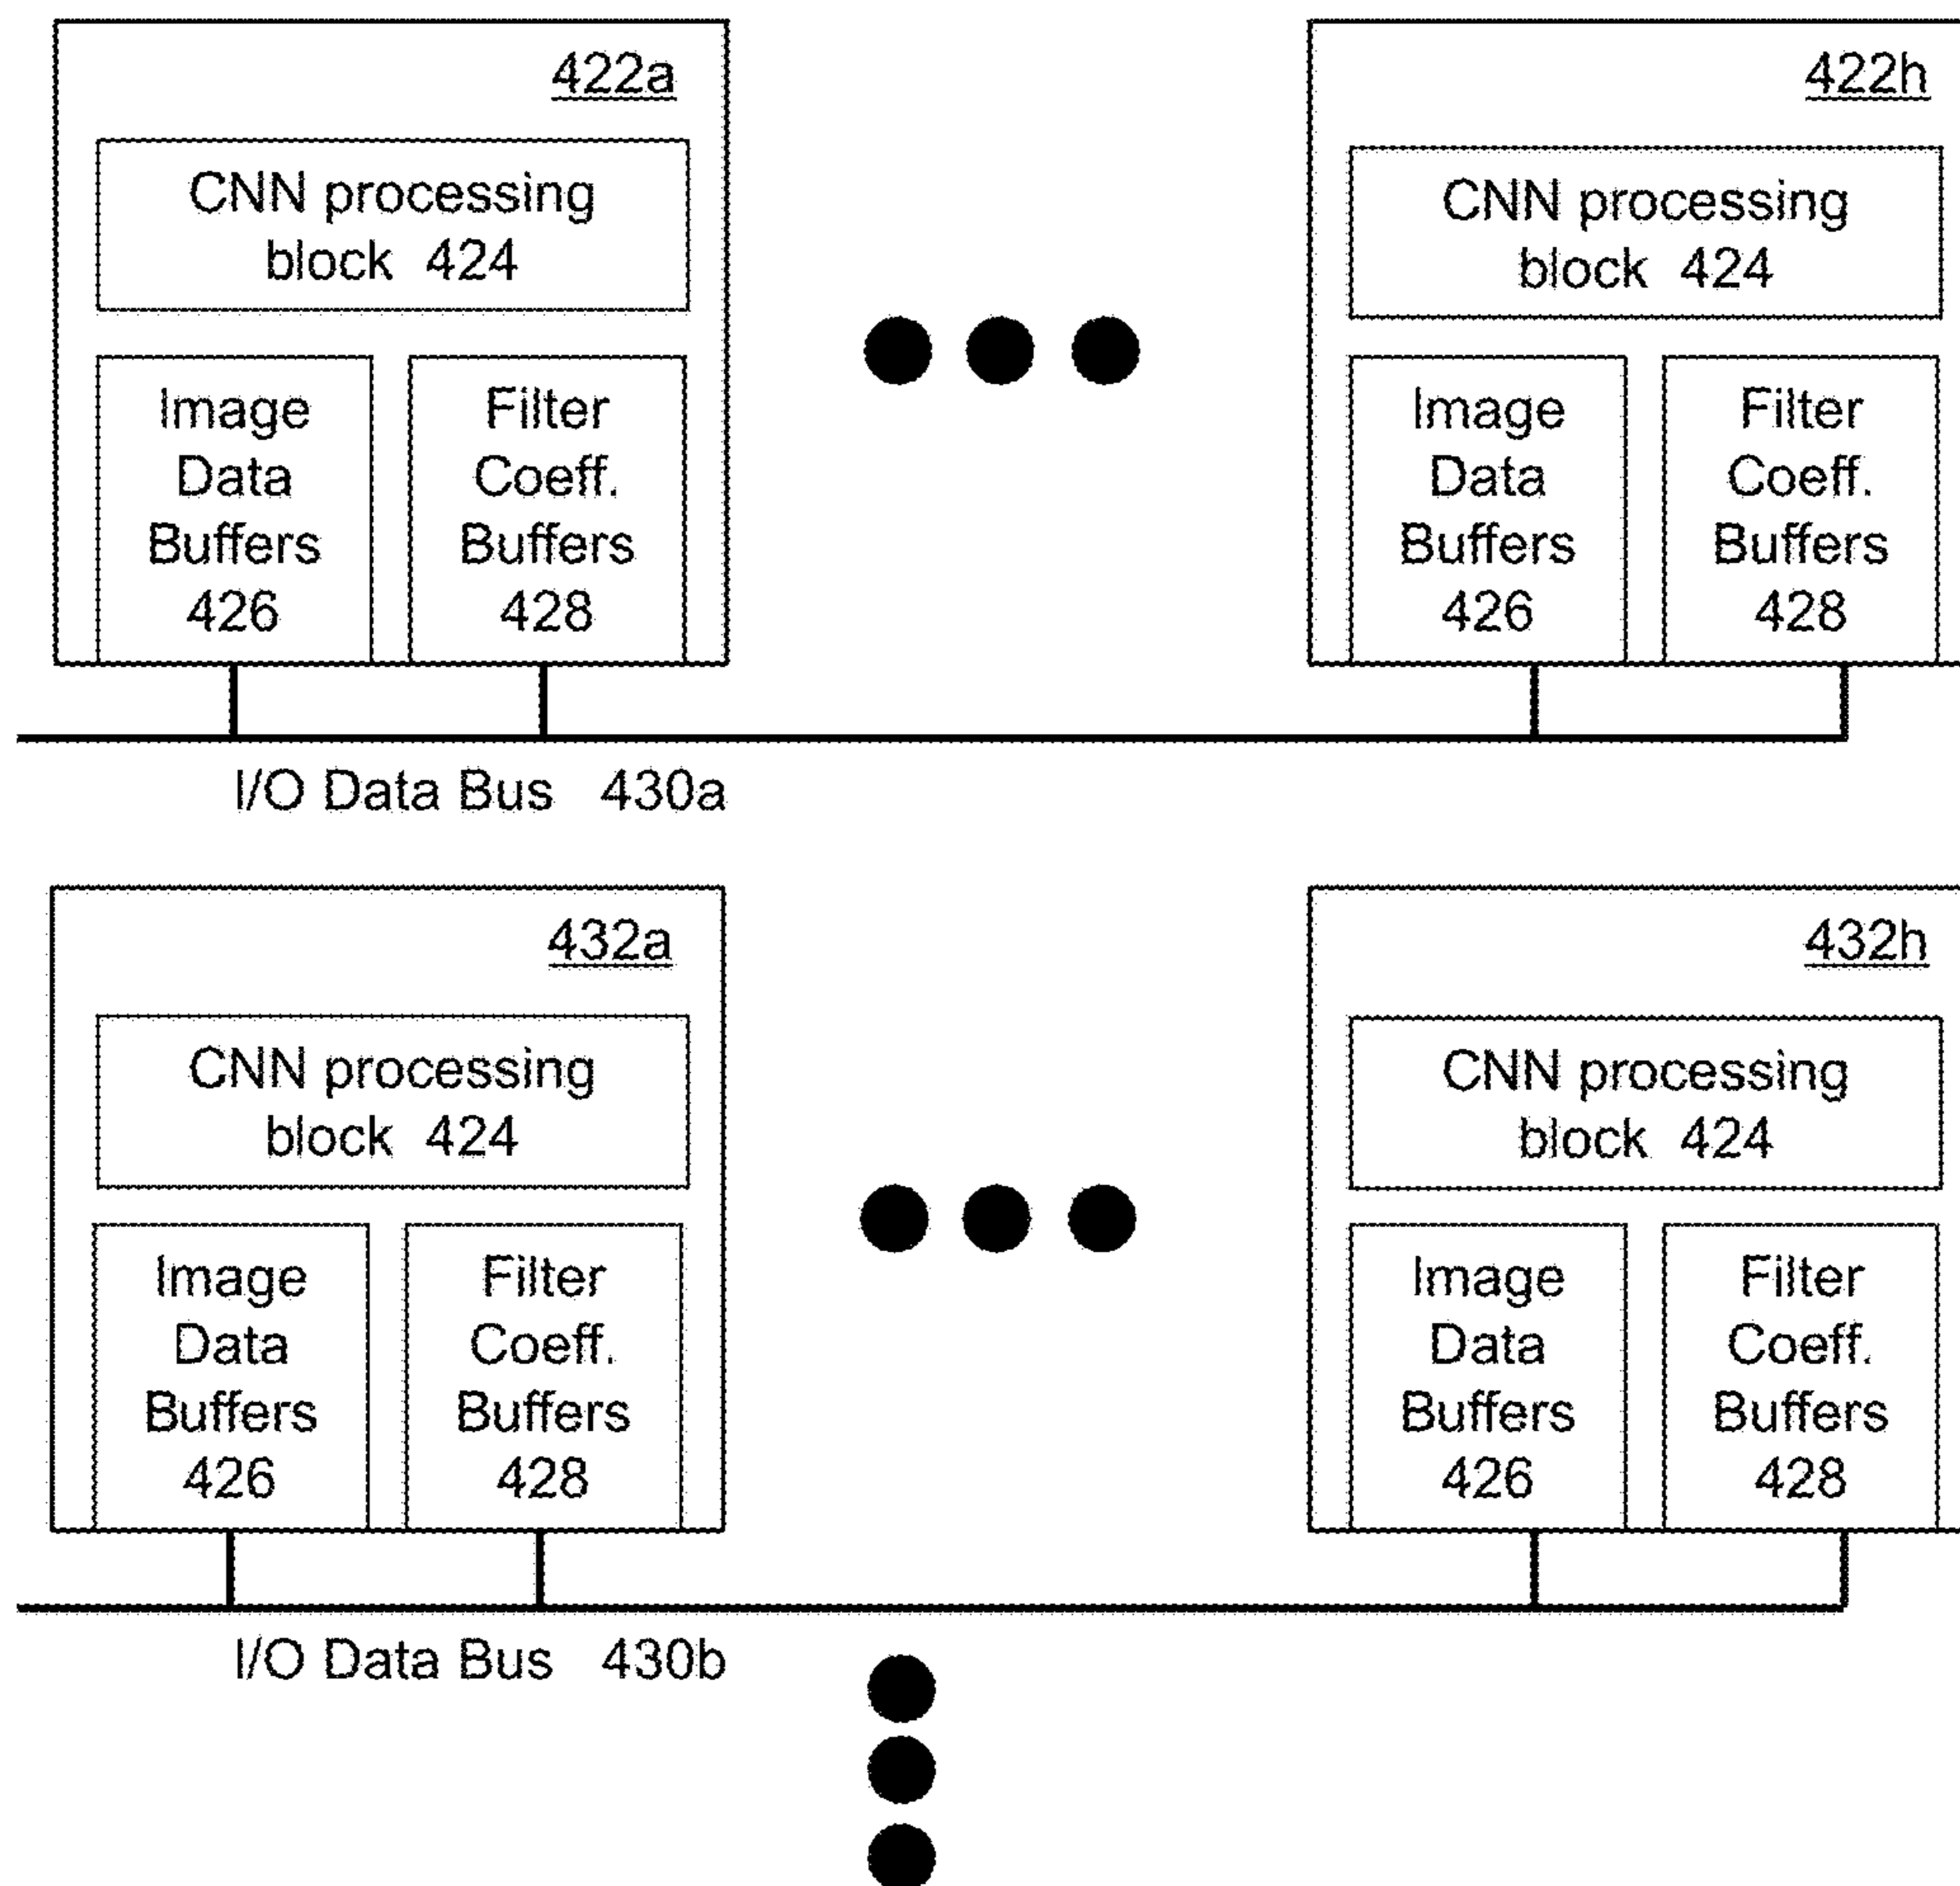 422a
CNN processing
block 424
Image
Data
Buffers
426
Filter
Coeff.
Buffers
428
422h
CNN processing
block 424
Image
Data
Buffers
426
Filter
Coeff.
Buffers
428
I/O Data Bus 430a
432a
CNN processing
block 424
Image
Data
Buffers
426
Filter
Coeff.
Buffers
428
432h
CNN processing
block 424
Image
Data
Buffers
426
Filter
Coeff.
Buffers
428
I/O Data Bus 430b